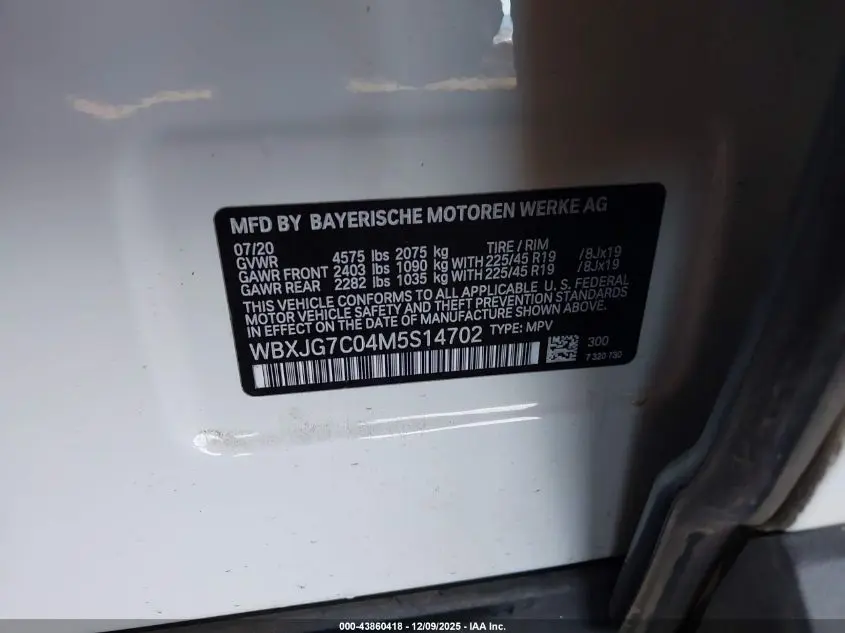 MFD BY BAYERISCHE MOTOREN WERKE AG
07/20
GVWR 4575 lbs 2075 kg TIRE / RIM
GAWR FRONT 2403 lbs 1090 kg WITH 225/45 R19 /8Jx19
GAWR REAR 2282 lbs 1035 kg WITH 225/45 R19 /8Jx19
THIS VEHICLE CONFORMS TO ALL APPLICABLE U. S. FEDERAL
MOTOR VEHICLE SAFETY AND THEFT PREVENTION STANDARDS
IN EFFECT ON THE DATE OF MANUFACTURE SHOWN ABOVE.
WBXJG7C04M5S14702 TYPE: MPV
300
7 320 730
000-43860418 - 12/09/2025 - IAA Inc.